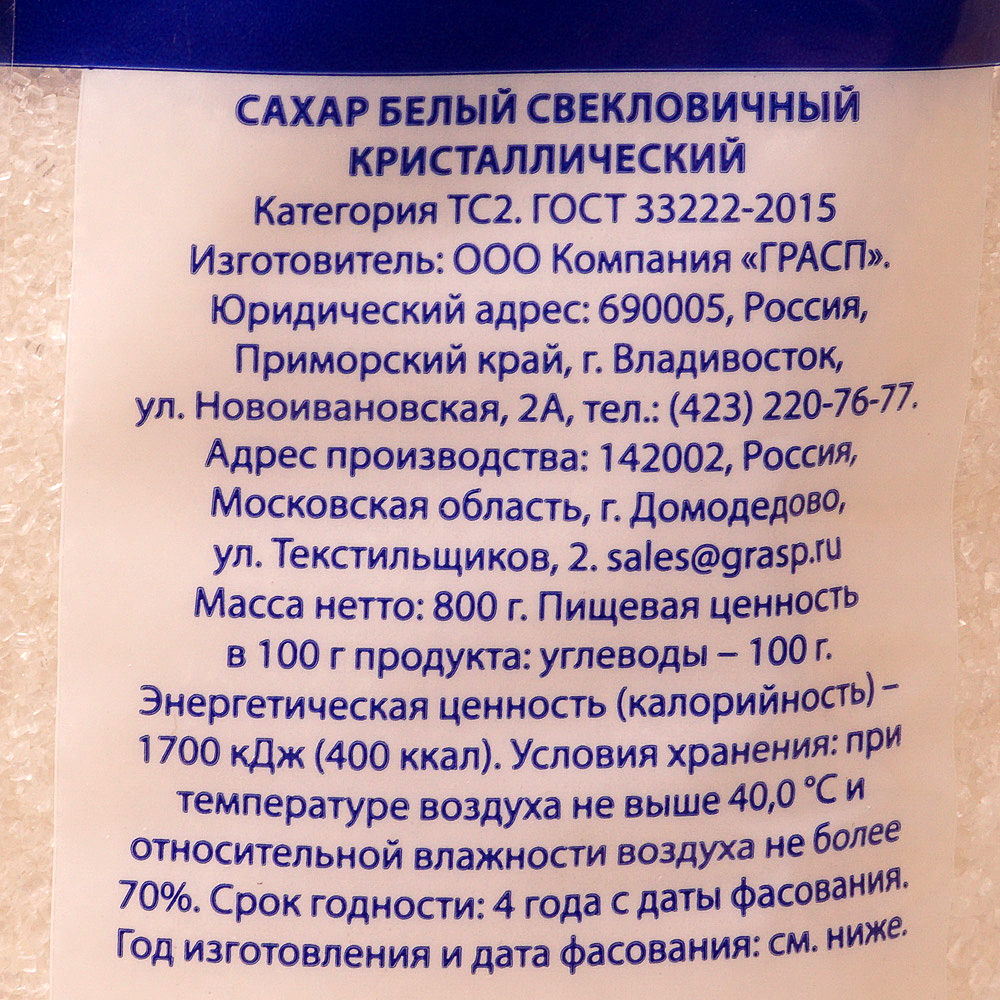 САХАР БЕЛЫЙ СВЕКЛОВИЧНЫЙ
КРИСТАЛЛИЧЕСКИЙ
Категория ТС2. ГОСТ 33222-2015
Изготовитель: ООО Компания «ГРАСП».
Юридический адрес: 690005, Россия,
Приморский край, г. Владивосток,
ул. Новоивановская, 2А, тел.: (423) 220-76-77.
Адрес производства: 142002, Россия,
Московская область, г. Домодедово,
ул. Текстильщиков, 2. sales@grasp.ru
Масса нетто: 800 г. Пищевая ценность
в 100 г продукта: углеводы – 100 г.
Энергетическая ценность (калорийность) –
1700 кДж (400 ккал). Условия хранения: при
температуре воздуха не выше 40,0 °С и
относительной влажности воздуха не более
70%. Срок годности: 4 года с даты фасования.
Год изготовления и дата фасования: см. ниже.